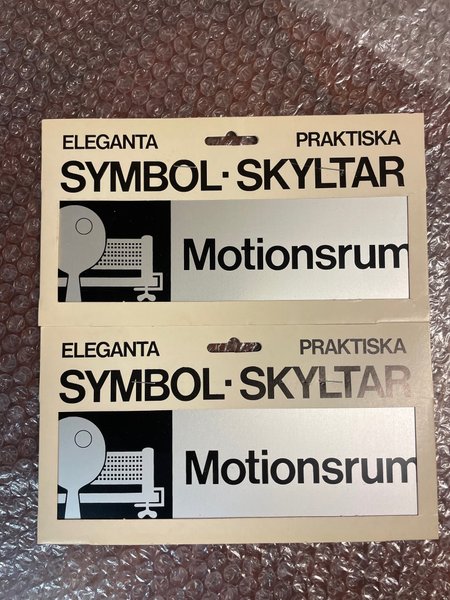 ELEGANTA PRAKTISKA
SYMBOL·SKYLTAR
Motionsrum
ELEGANTA PRAKTISKA
SYMBOL·SKYLTAR
Motionsrum